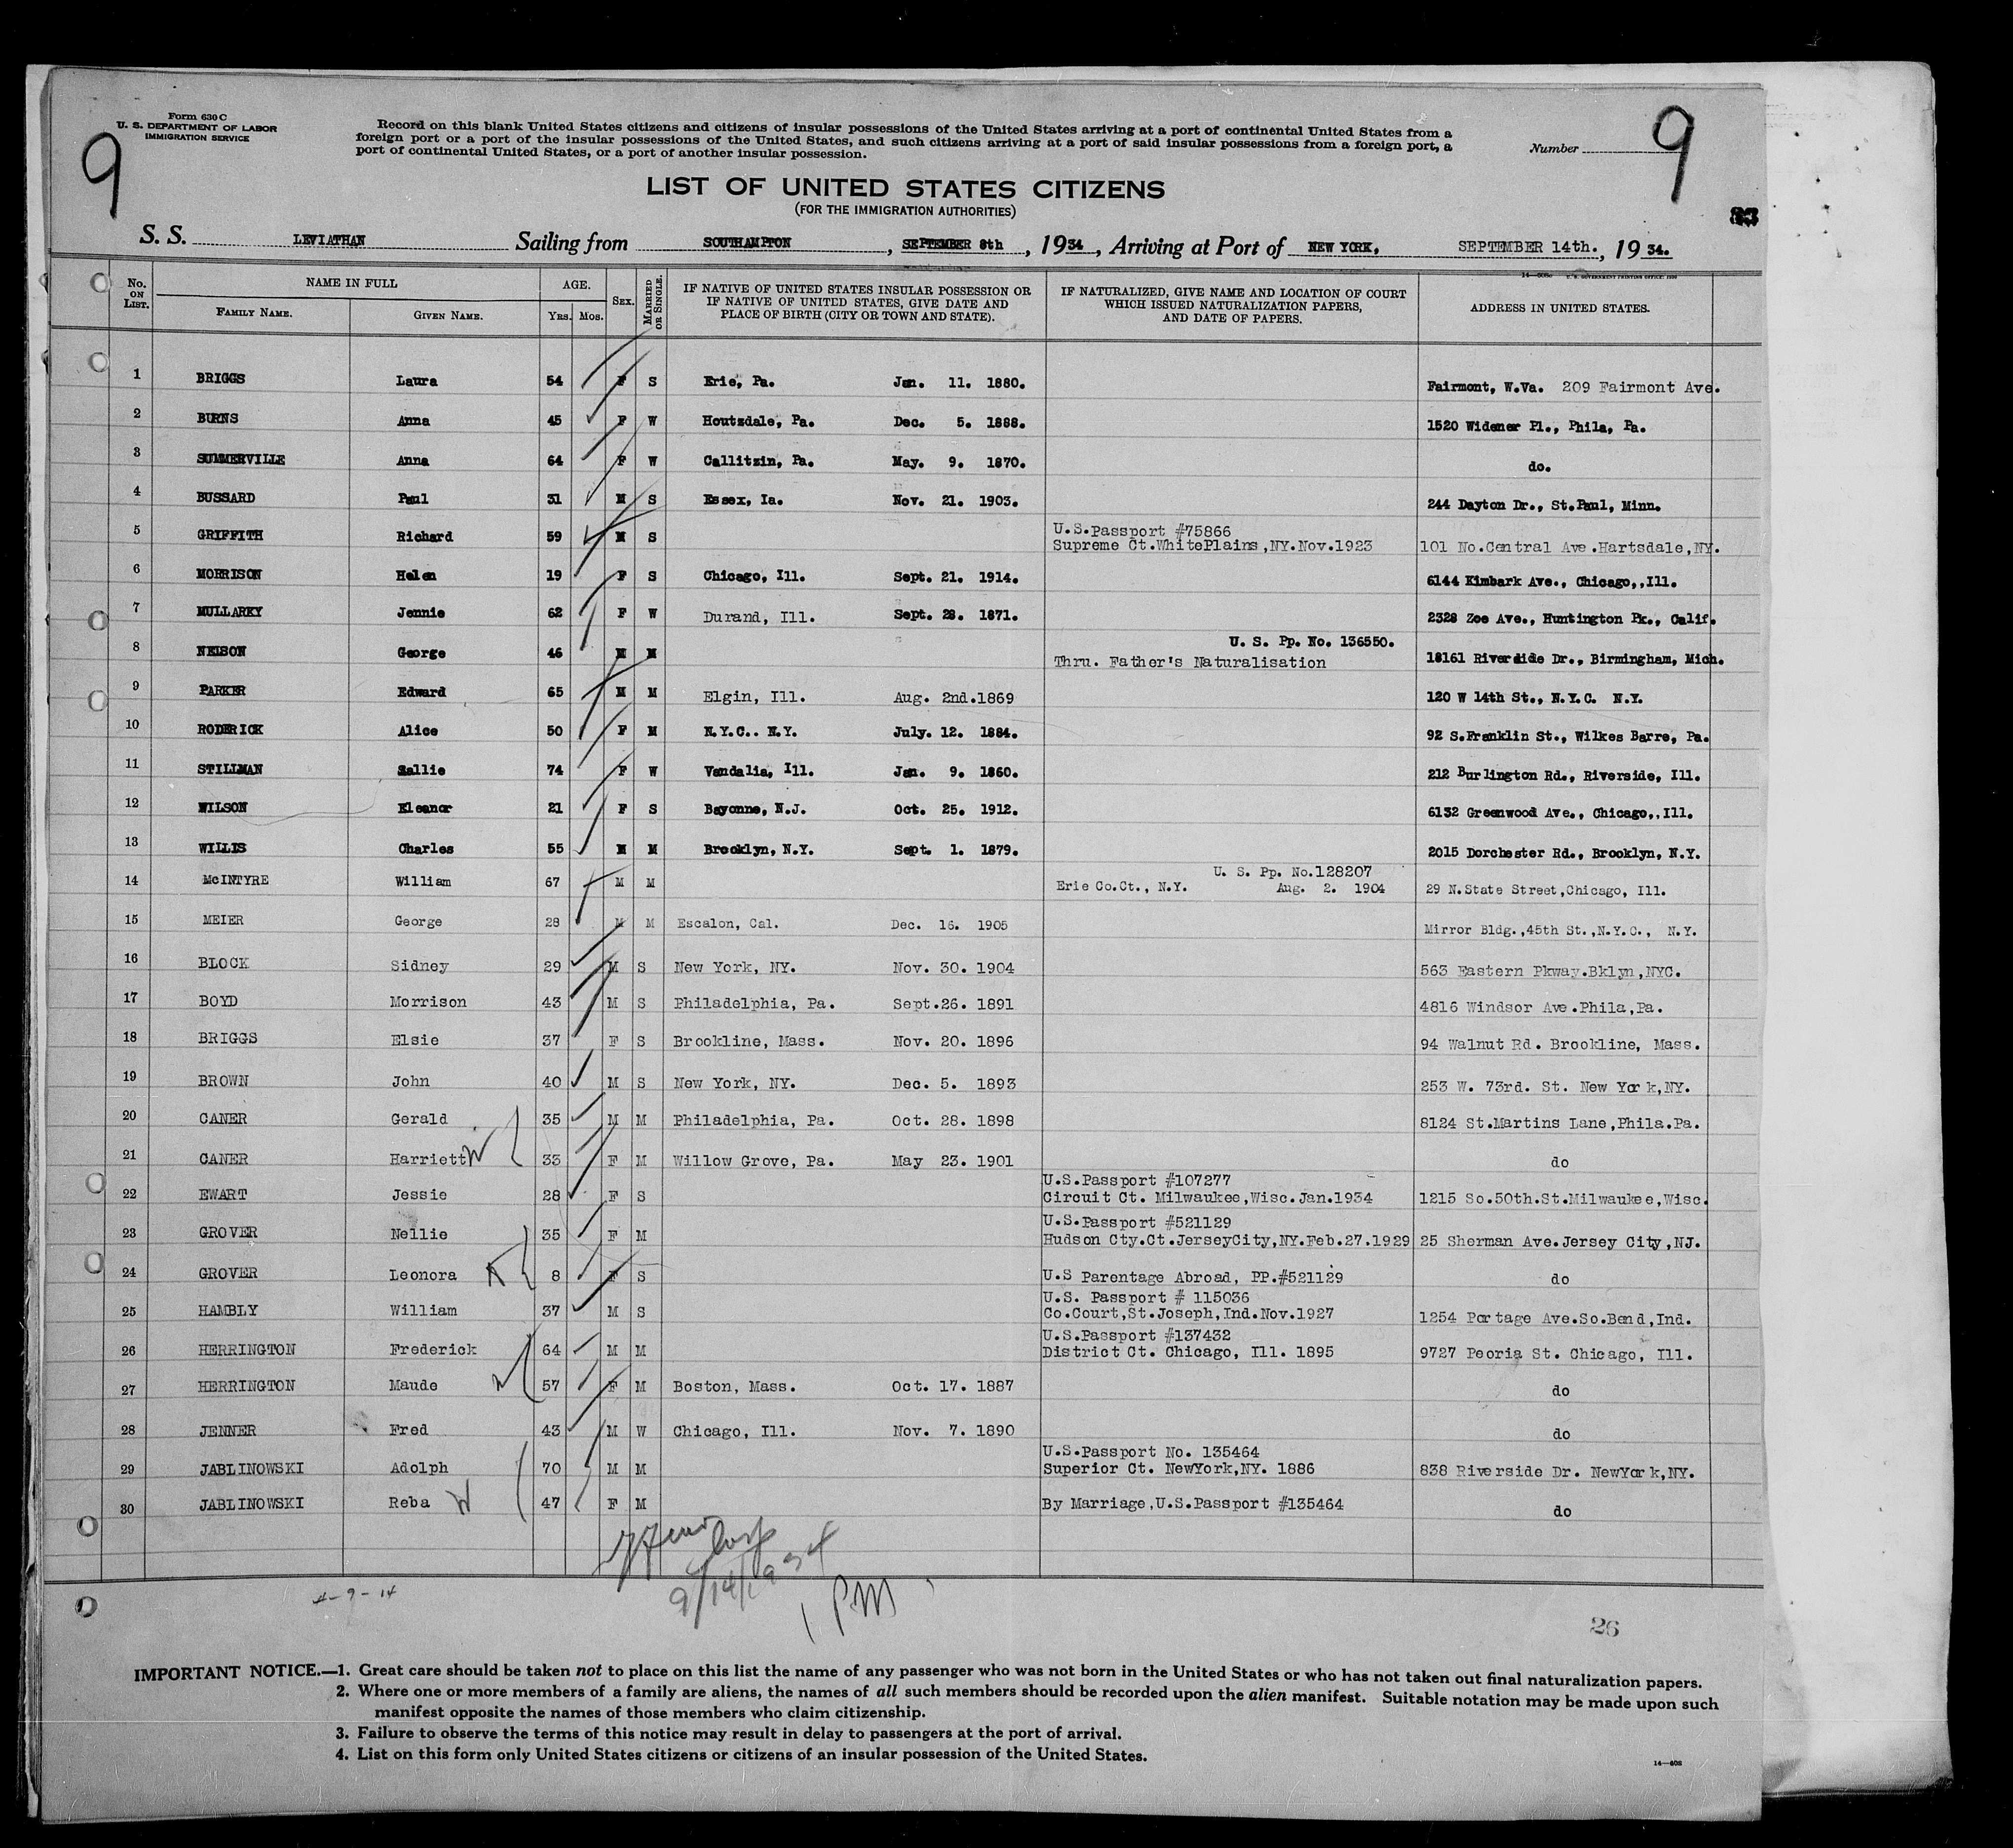 Form 630 C
U. S. DEPARTMENT OF LABOR
IMMIGRATION SERVICE
9
Record on this blank United States citizens and citizens of insular possessions of the United States arriving at a port of continental United States from a
foreign port or a port of the insular possessions of the United States, and such citizens arriving at a port of said insular possessions from a foreign port, a
port of continental United States, or a port of another insular possession.
Number 9
LIST OF UNITED STATES CITIZENS
(FOR THE IMMIGRATION AUTHORITIES)
S. S. LEVIATHAN Sailing from SOUTHAMPTON, SEPTEMBER 8th, 1934, Arriving at Port of NEW YORK, SEPTEMBER 14th., 1934.
No. ON LIST. NAME IN FULL FAMILY NAME. GIVEN NAME. AGE. YRS. MOS. SEX. MARRIED OR SINGLE. IF NATIVE OF UNITED STATES INSULAR POSSESSION OR IF NATIVE OF UNITED STATES, GIVE DATE AND PLACE OF BIRTH (CITY OR TOWN AND STATE). IF NATURALIZED, GIVE NAME AND LOCATION OF COURT WHICH ISSUED NATURALIZATION PAPERS, AND DATE OF PAPERS. ADDRESS IN UNITED STATES.
1 BRIGGS Laura 54 F S Erie, Pa. Jan. 11. 1880. Fairmont, W.Va. 209 Fairmont Ave.
2 BURNS Anna 45 F W Houtzdale, Pa. Dec. 5. 1888. 1520 Widener Pl., Phila, Pa.
3 SUMMERVILLE Anna 64 F W Gallitzin, Pa. May. 9. 1870. do.
4 BUSSARD Paul 31 M S Essex, Ia. Nov. 21. 1903. 244 Dayton Dr., St.Paul, Minn.
5 GRIFFITH Richard 59 M S U.S.Passport #75866
Supreme Ct.WhitePlains,NY.Nov.1923 101 No.Central Ave.Hartsdale,NY.
6 MORRISON Helen 19 F S Chicago, Ill. Sept. 21. 1914. 6144 Kimbark Ave., Chicago,,Ill.
7 MULLARKY Jennie 62 F W Durand, Ill. Sept. 28. 1871. 2328 Zoe Ave., Huntington Pk., Calif.
U. S. Pp. No. 136550.
8 NELSON George 46 M M Thru. Father's Naturalisation 18161 Riverdide Dr., Birmingham, Mich.
9 PARKER Edward 65 M M Elgin, Ill. Aug. 2nd.1869 120 W 14th St., N.Y.C. N.Y.
10 RODERICK Alice 50 F M N.Y.C.. N.Y. July. 12. 1884. 92 S.Franklin St., Wilkes Barre, Pa.
11 STILLMAN Sallie 74 F W Vandalia, Ill. Jan. 9. 1860. 212 Burlington Rd., Riverside, Ill.
12 WILSON Eleanor 21 F S Bayonne, N.J. Oct. 25. 1912. 6132 Greenwood Ave., Chicago,,Ill.
13 WILLIS Charles 55 M M Brooklyn, N.Y. Sept. 1. 1879. 2015 Dorchester Rd., Brooklyn, N.Y.
U. S. Pp. No.128207
14 McINTYRE William 67 M M Erie Co.Ct., N.Y. Aug. 2. 1904 29 N.State Street,Chicago, Ill.
15 MEIER George 28 M M Escalon, Cal. Dec. 16. 1905 Mirror Bldg.,45th St.,N.Y.C., N.Y.
16 BLOCK Sidney 29 M S New York, NY. Nov. 30. 1904 563 Eastern Pkway.Bklyn,NYC.
17 BOYD Morrison 43 M S Philadelphia, Pa. Sept.26. 1891 4816 Windsor Ave.Phila,Pa.
18 BRIGGS Elsie 37 F S Brookline, Mass. Nov. 20. 1896 94 Walnut Rd. Brookline, Mass.
19 BROWN John 40 M S New York, NY. Dec. 5. 1893 253 W. 73rd. St. New York,NY.
20 CANER Gerald 35 M M Philadelphia, Pa. Oct. 28. 1898 8124 St.Martins Lane,Phila.Pa.
21 CANER Harriett W 33 F M Willow Grove, Pa. May 23. 1901 do
U.S.Passport #107277
22 EWART Jessie 28 F S Circuit Ct. Milwaukee,Wisc.Jan.1934 1215 So.50th.St.Milwaukee,Wisc.
U.S.Passport #521129
23 GROVER Nellie 35 F M Hudson Cty.Ct.JerseyCity,NY.Feb.27.1929 25 Sherman Ave.Jersey City,NJ.
24 GROVER Leonora 8 F S U.S Parentage Abroad, PP.#521129 do
U.S. Passport # 115036
25 HAMBLY William 37 M S Co.Court,St.Joseph,Ind.Nov.1927 1254 Portage Ave.So.Bend,Ind.
U.S.Passport #137432
26 HERRINGTON Frederick 64 M M District Ct. Chicago, Ill. 1895 9727 Peoria St. Chicago, Ill.
27 HERRINGTON Maude W 57 F M Boston, Mass. Oct. 17. 1887 do
28 JENNER Fred 43 M W Chicago, Ill. Nov. 7. 1890 do
U.S.Passport No. 135464
29 JABLINOWSKI Adolph 70 M M Superior Ct. NewYork,NY. 1886 838 Riverside Dr. NewYork,NY.
30 JABLINOWSKI Reba W 47 F M By Marriage,U.S.Passport #135464 do
9/14/1934
1 PM
4-9-14
26
IMPORTANT NOTICE.—1. Great care should be taken not to place on this list the name of any passenger who was not born in the United States or who has not taken out final naturalization papers.
2. Where one or more members of a family are aliens, the names of all such members should be recorded upon the alien manifest. Suitable notation may be made upon such
manifest opposite the names of those members who claim citizenship.
3. Failure to observe the terms of this notice may result in delay to passengers at the port of arrival.
4. List on this form only United States citizens or citizens of an insular possession of the United States.
14—408